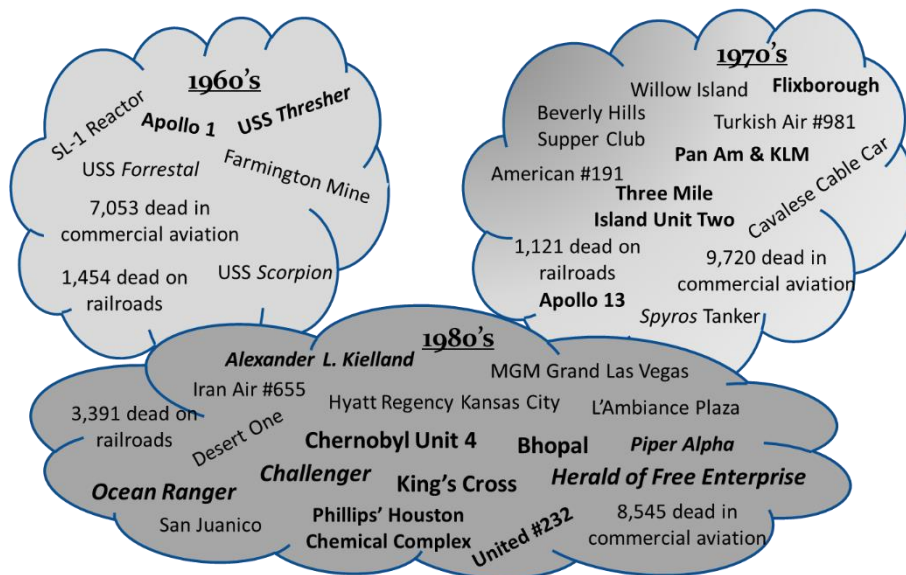 1960's
SL-1 Reactor
Apollo 1
USS Thresher
USS Forrestal
Farmington Mine
7,053 dead in
commercial aviation
1,454 dead on
railroads
USS Scorpion
1970's
Willow Island
Flixborough
Beverly Hills
Supper Club
Turkish Air #981
Pan Am & KLM
American #191
Three Mile
Island Unit Two
Cavalese Cable Car
1,121 dead on
railroads
9,720 dead in
commercial aviation
Apollo 13
Spyros Tanker
1980's
Alexander L. Kielland
MGM Grand Las Vegas
Iran Air #655
Hyatt Regency Kansas City
L'Ambiance Plaza
3,391 dead on
railroads
Desert One
Chernobyl Unit 4
Bhopal
Piper Alpha
Challenger
King's Cross
Herald of Free Enterprise
Ocean Ranger
San Juanico
Phillips' Houston
Chemical Complex
United #232
8,545 dead in
commercial aviation